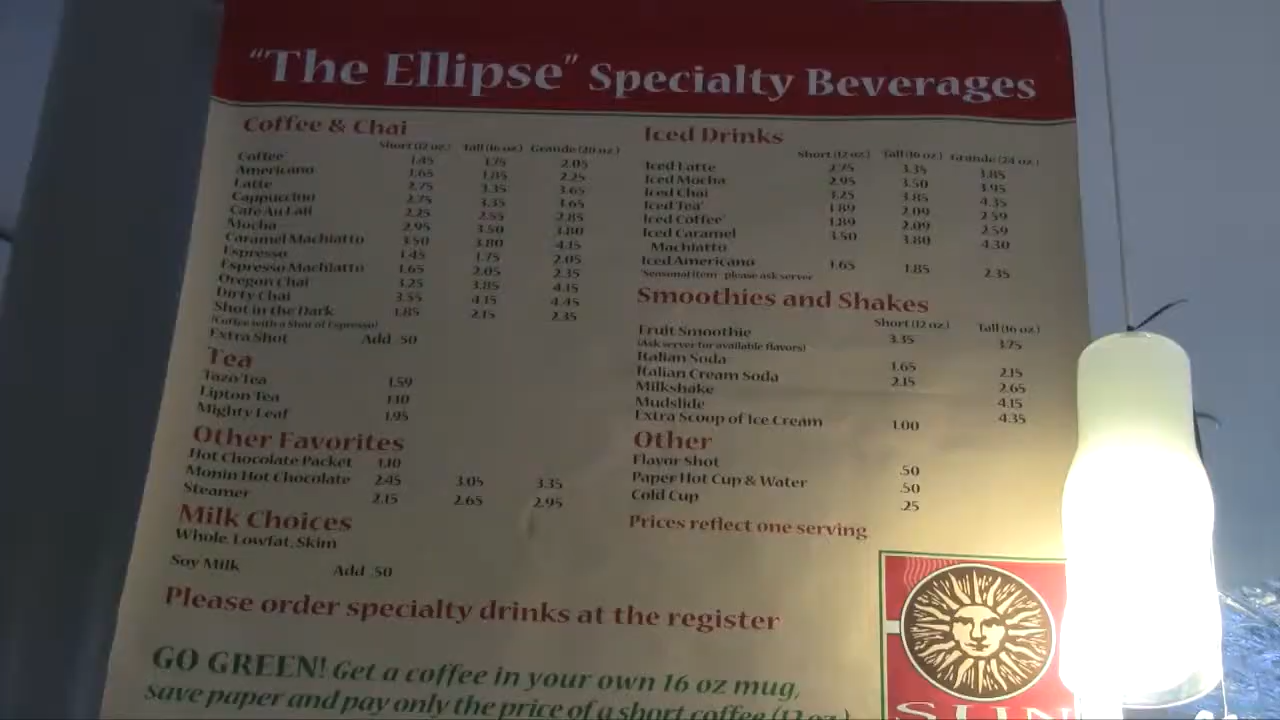 "The Ellipse" Specialty Beverages
Coffee & Chai
Short (12 oz.) Tall (16 oz.) Grande (20 oz.)
Coffee 1.45 1.75 2.05
Americano 1.65 1.85 2.25
Latte 2.75 3.35 3.65
Cappuccino 2.75 3.35 3.65
Cafe Au Lait 2.25 2.55 2.85
Mocha 2.95 3.50 3.80
Caramel Machiatto 3.50 3.80 4.15
Espresso 1.45 1.75 2.05
Espresso Machiatto 1.65 2.05 2.35
Oregon Chai 3.25 3.85 4.15
Dirty Chai 3.55 4.15 4.45
Shot in the Dark 1.85 2.15 2.35
(Coffee with a Shot of Espresso)
Extra Shot Add .50
Tea
Tazo Tea 1.59
Lipton Tea 1.10
Mighty Leaf 1.95
Other Favorites
Hot Chocolate Packet 1.10
Monin Hot Chocolate 2.45 3.05 3.35
Steamer 2.15 2.65 2.95
Milk Choices
Whole, Lowfat, Skim
Soy Milk Add .50
Iced Drinks
Short (12 oz.) Tall (16 oz.) Grande (24 oz.)
Iced Latte 2.75 3.35 3.85
Iced Mocha 2.95 3.50 3.95
Iced Chai 3.25 3.85 4.35
Iced Tea* 1.89 2.09 2.59
Iced Coffee* 1.89 2.09 2.59
Iced Caramel 3.50 3.80 4.30
Machiatto
Iced Americano 1.65 1.85 2.35
*Seasonal item - please ask server
Smoothies and Shakes
Short (12 oz.) Tall (16 oz.)
Fruit Smoothie 3.35 3.75
(Ask server for available flavors)
Italian Soda 1.65 2.15
Italian Cream Soda 2.15 2.65
Milkshake 4.15
Mudslide 4.35
Extra Scoop of Ice Cream 1.00
Other
Flavor Shot .50
Paper Hot Cup & Water .50
Cold Cup .25
Prices reflect one serving
Please order specialty drinks at the register
GO GREEN! Get a coffee in your own 16 oz mug,
save paper and pay only the price of a short coffee (12 oz.)
SUN